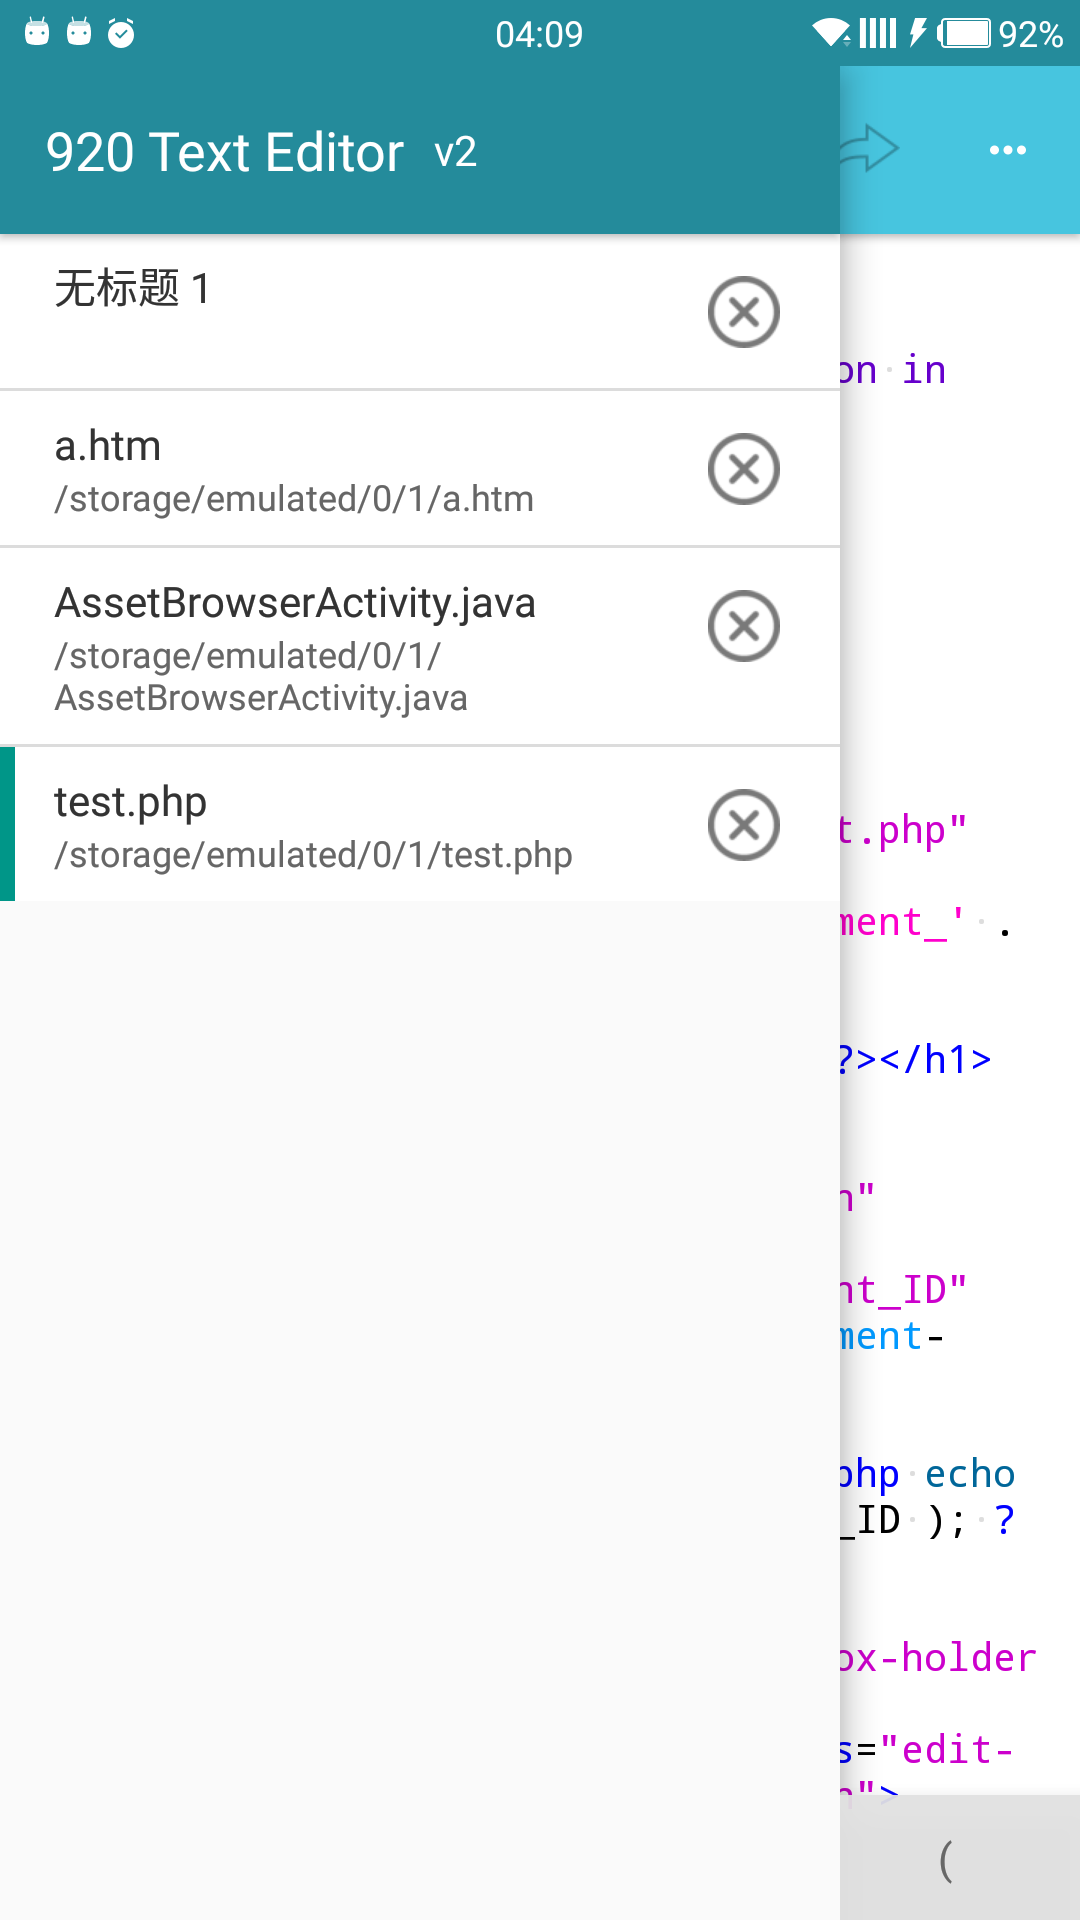 04:09
92%
920 Text Editor v2
无标题 1
on in
a.htm
/storage/emulated/0/1/a.htm
AssetBrowserActivity.java
/storage/emulated/0/1/
AssetBrowserActivity.java
test.php
/storage/emulated/0/1/test.php
t.php"
ment_' .
?></h1>
n"
nt_ID"
ment-
php echo
_ID ); ?
ox-holder
s="edit-
n">
(